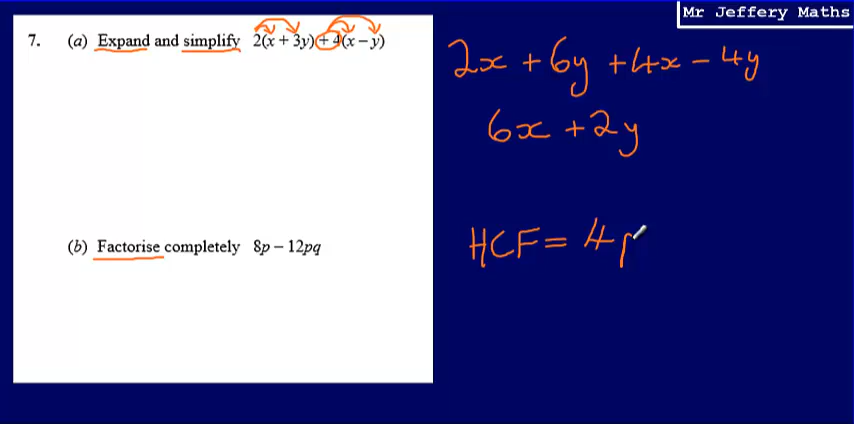 Mr Jeffery Maths
7. (a) Expand and simplify 2(x + 3y) + 4(x – y)
2x + 6y + 4x - 4y
6x + 2y
(b) Factorise completely 8p – 12pq
HCF = 4p